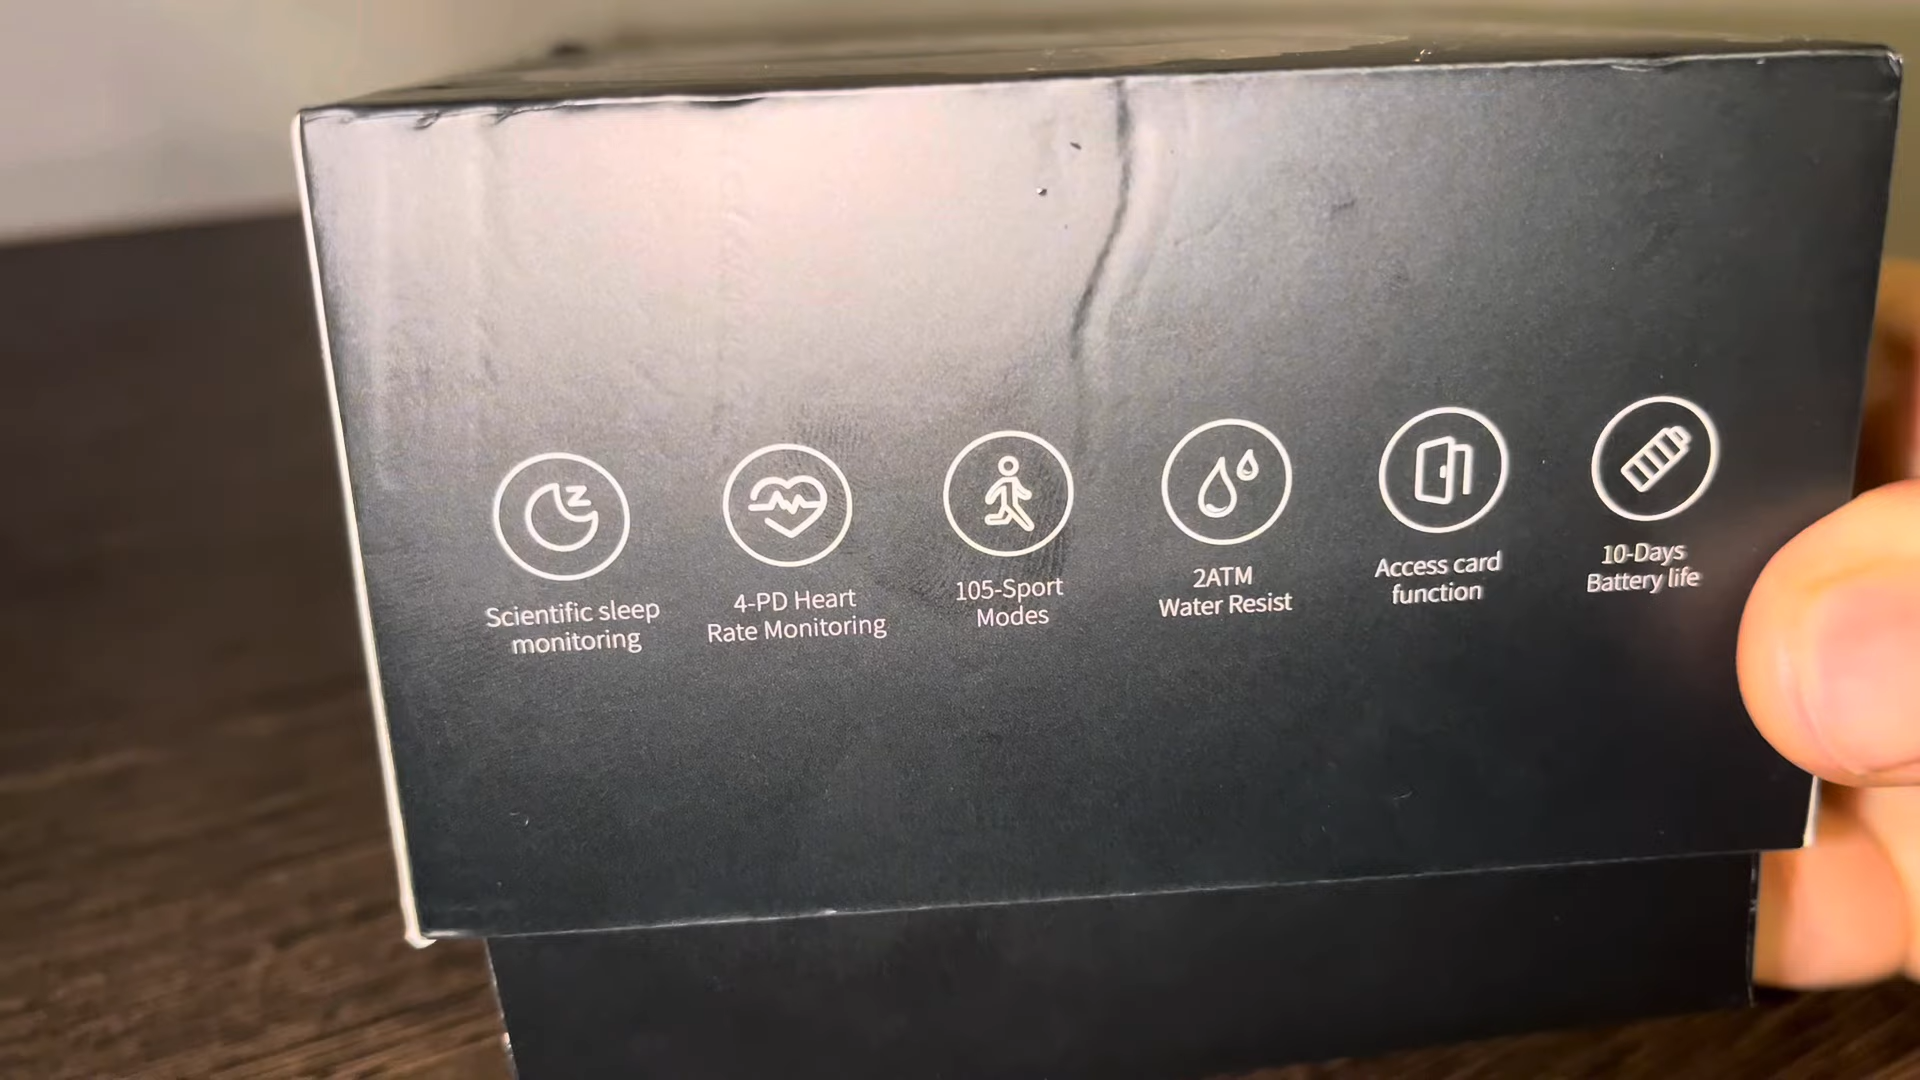 Scientific sleep
monitoring
4-PD Heart
Rate Monitoring
105-Sport
Modes
2ATM
Water Resist
Access card
function
10-Days
Battery life